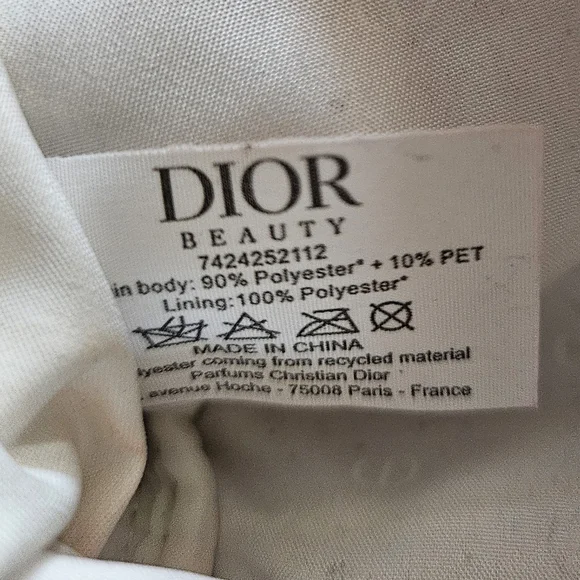 DIOR
BEAUTY
7424252112
in body: 90% Polyester* + 10% PET
Lining:100% Polyester*
MADE IN CHINA
lyester coming from recycled material
Parfums Christian Dior
, avenue Hoche - 75008 Paris - France